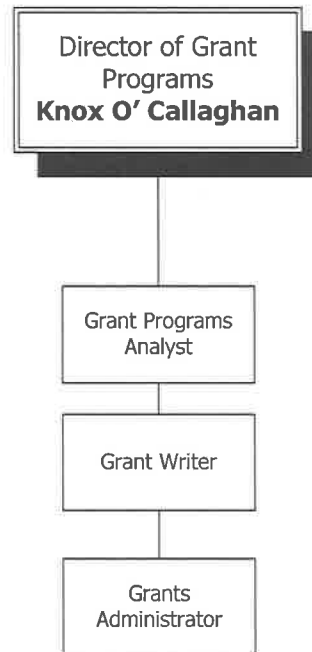 Director of Grant
Programs
Knox O’ Callaghan
Grant Programs
Analyst
Grant Writer
Grants
Administrator